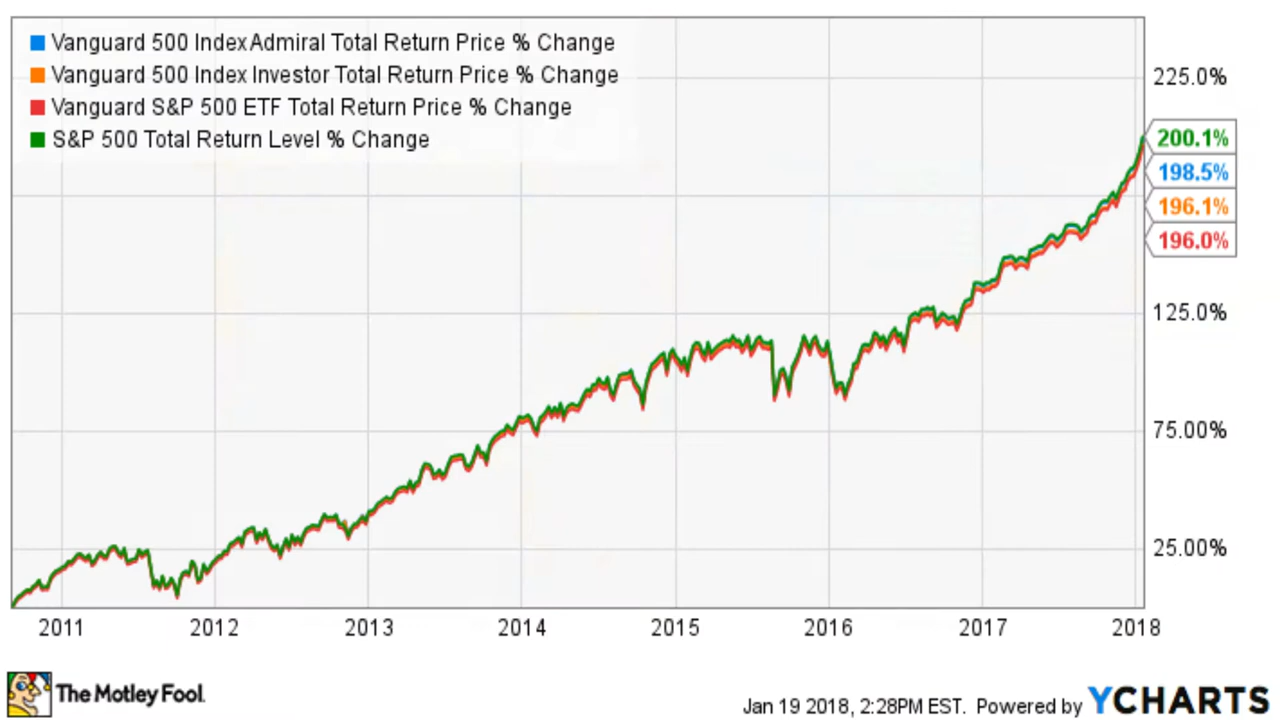 Vanguard 500 Index Admiral Total Return Price % Change
Vanguard 500 Index Investor Total Return Price % Change
Vanguard S&P 500 ETF Total Return Price % Change
S&P 500 Total Return Level % Change
225.0%
200.1%
198.5%
196.1%
196.0%
125.0%
75.00%
25.00%
2011 2012 2013 2014 2015 2016 2017 2018
The Motley Fool.
Jan 19 2018, 2:28PM EST. Powered by YCHARTS